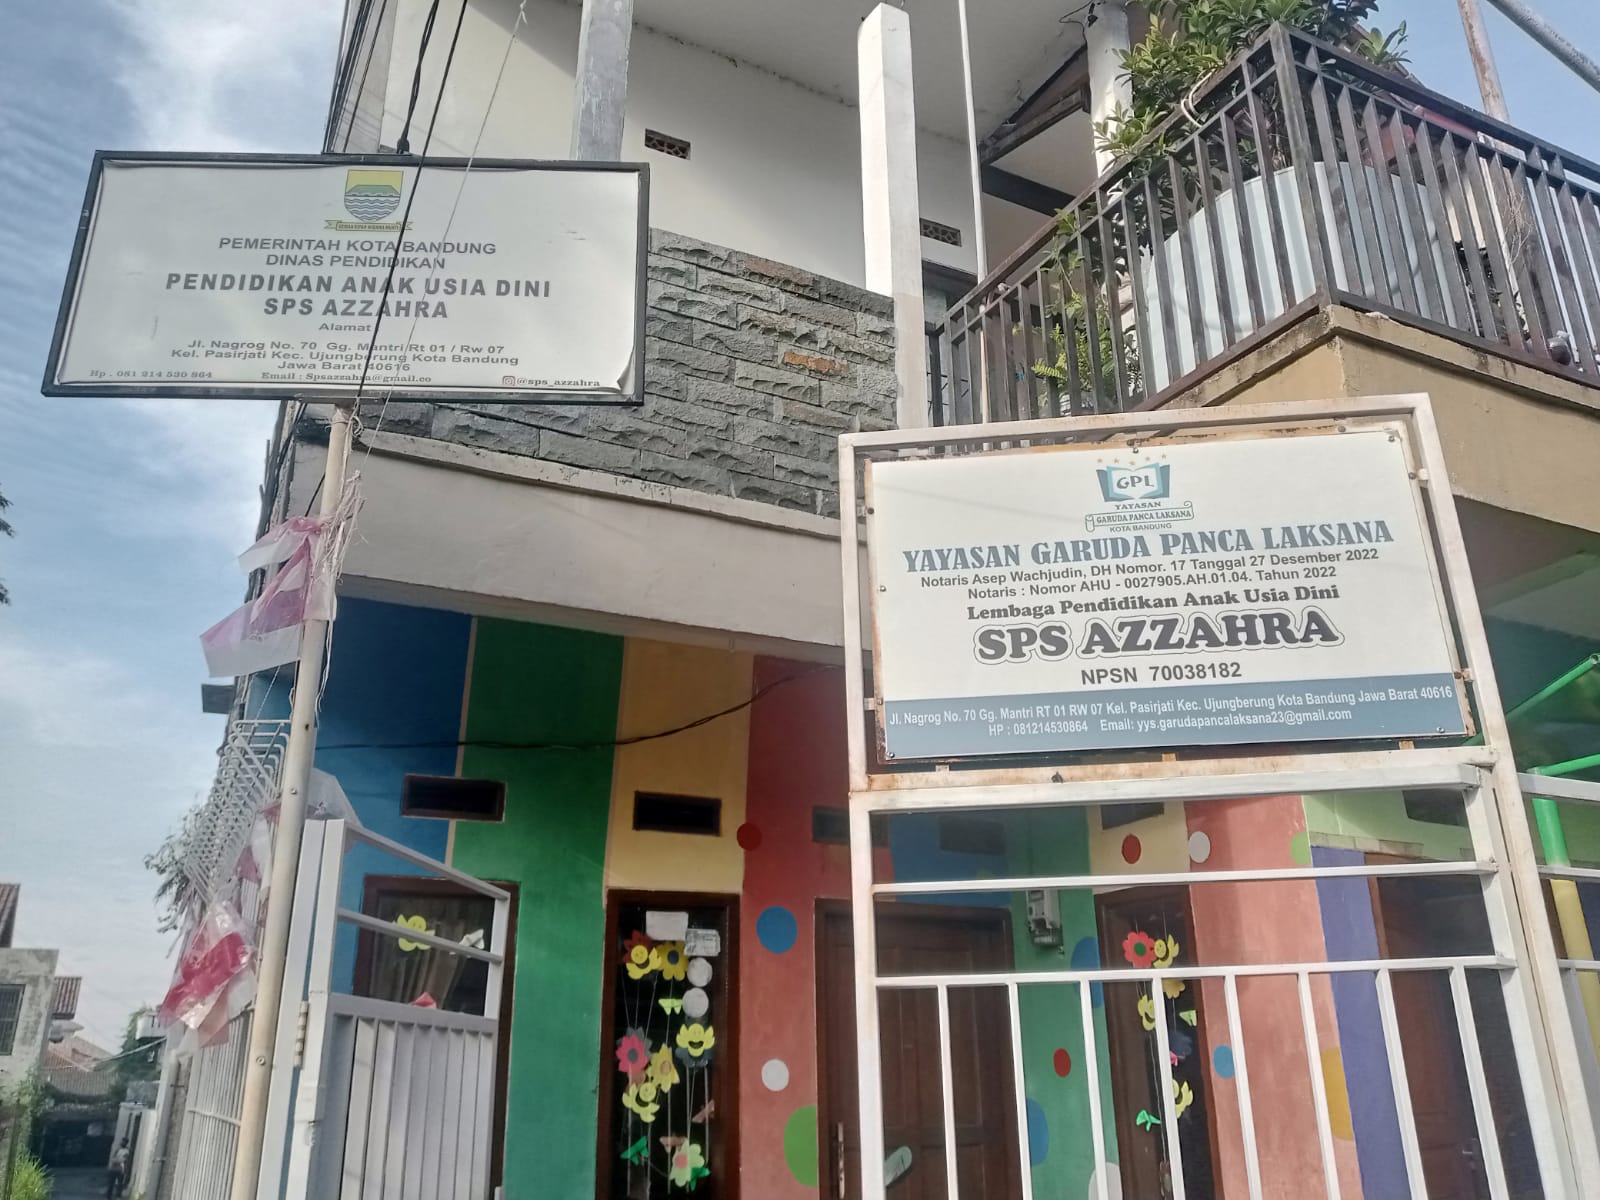 PEMERINTAH KOTA BANDUNG
DINAS PENDIDIKAN
PENDIDIKAN ANAK USIA DINI
SPS AZZAHRA
Alamat
Jl. Nagrog No. 70 Gg. Mantri Rt 01 / Rw 07
Kel. Pasirjati Kec. Ujungberung Kota Bandung
Jawa Barat 40616
Hp . 081 214 530 864 Email : Spsazzahra@gmail.co @sps_azzahra
GPL
YAYASAN
GARUDA PANCA LAKSANA
KOTA BANDUNG
YAYASAN GARUDA PANCA LAKSANA
Notaris Asep Wachjudin, DH Nomor. 17 Tanggal 27 Desember 2022
Notaris : Nomor AHU - 0027905.AH.01.04. Tahun 2022
Lembaga Pendidikan Anak Usia Dini
SPS AZZAHRA
NPSN 70038182
Jl. Nagrog No. 70 Gg. Mantri RT 01 RW 07 Kel. Pasirjati Kec. Ujungberung Kota Bandung Jawa Barat 40616
HP : 081214530864 Email: yys.garudapancalaksana23@gmail.com